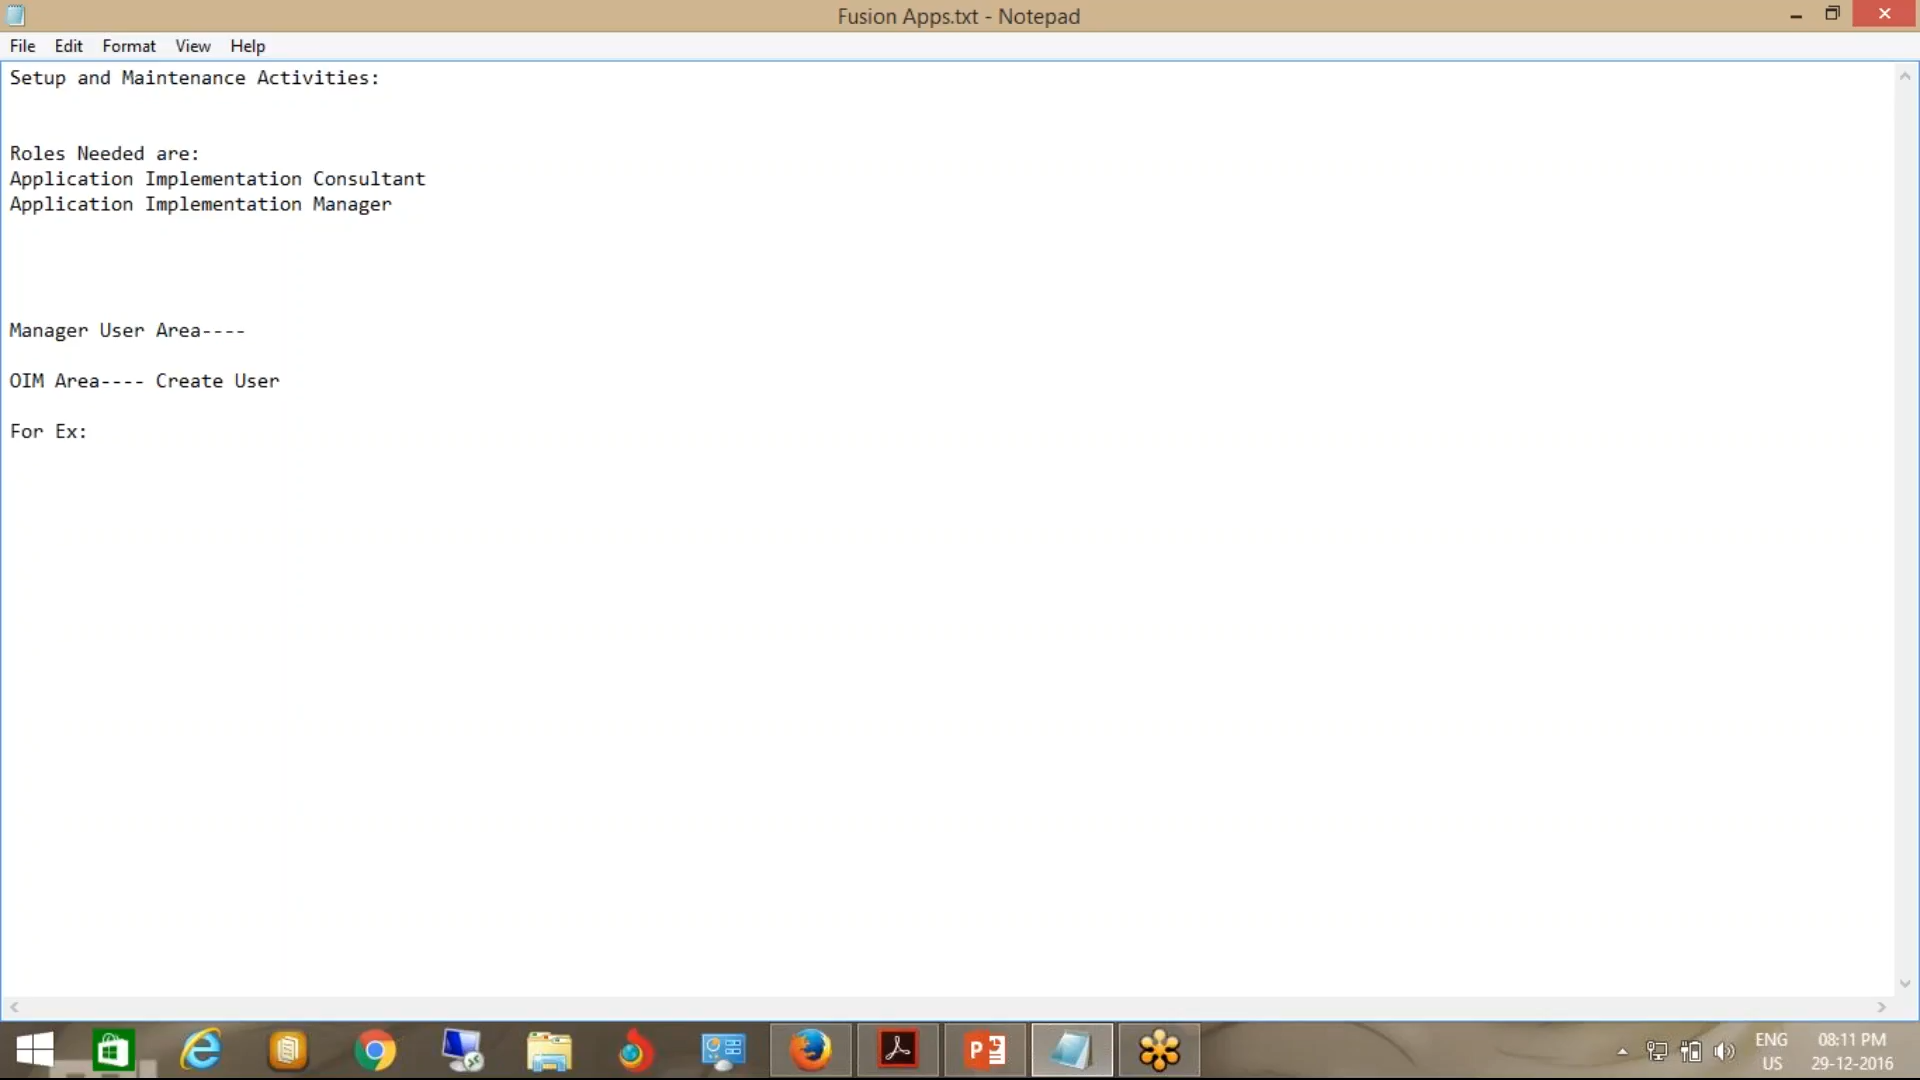 Fusion Apps.txt - Notepad
File Edit Format View Help
Setup and Maintenance Activities:
Roles Needed are:
Application Implementation Consultant
Application Implementation Manager
Manager User Area----
OIM Area---- Create User
For Ex:
ENG 08:11 PM
US 29-12-2016